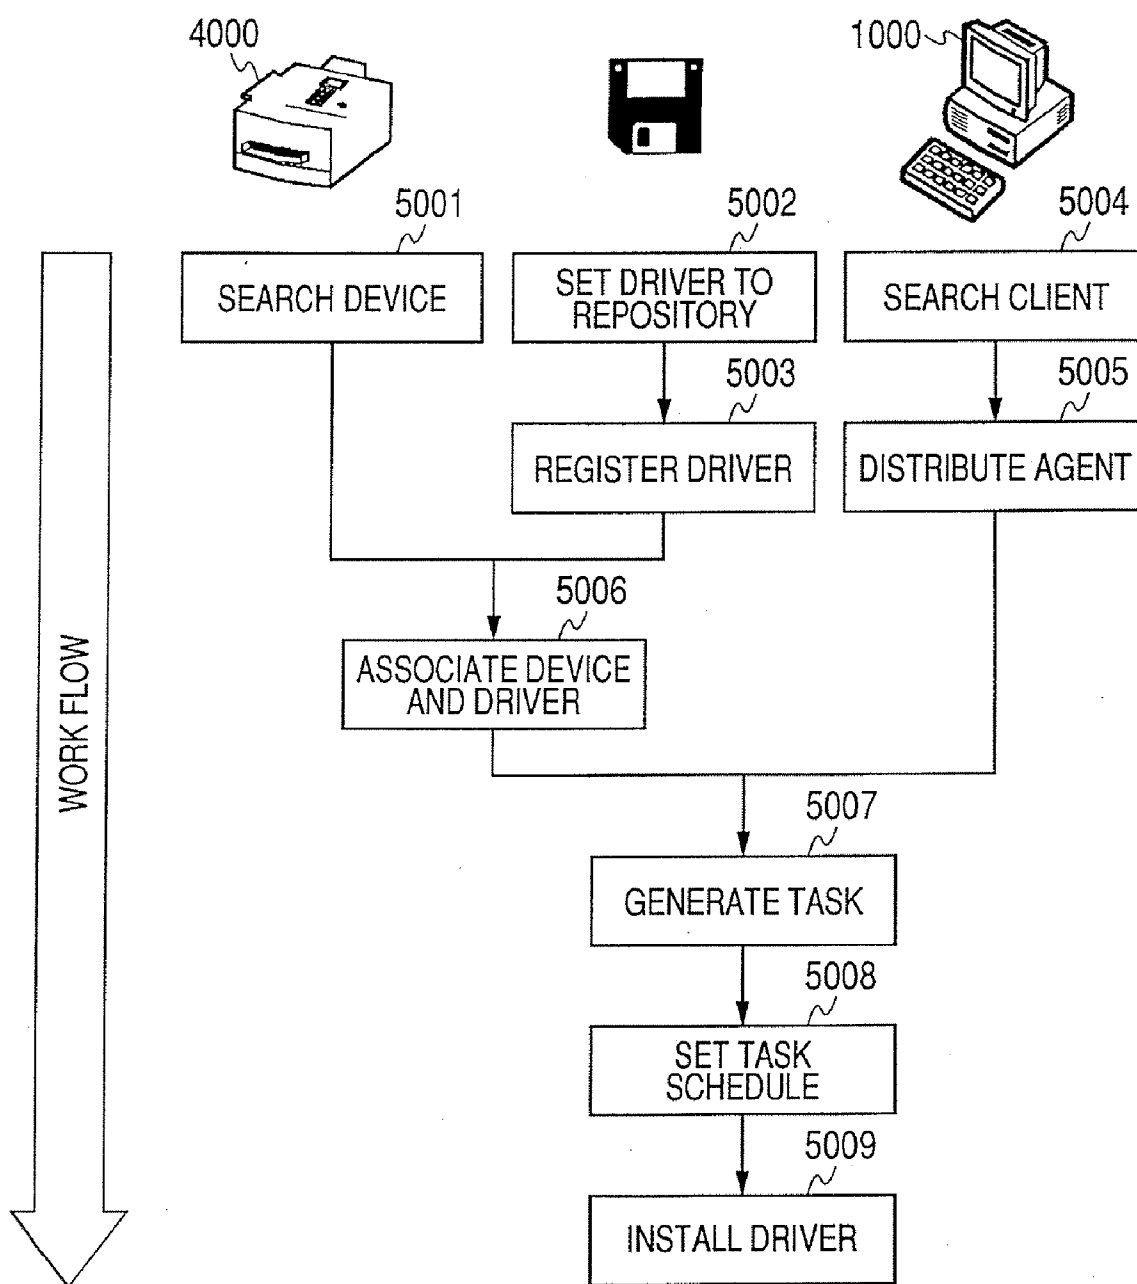 4000
1000
5001
5002
5004
SEARCH DEVICE
SET DRIVER TO
REPOSITORY
SEARCH CLIENT
5003
5005
REGISTER DRIVER
DISTRIBUTE AGENT
5006
ASSOCIATE DEVICE
AND DRIVER
WORK FLOW
5007
GENERATE TASK
5008
SET TASK
SCHEDULE
5009
INSTALL DRIVER